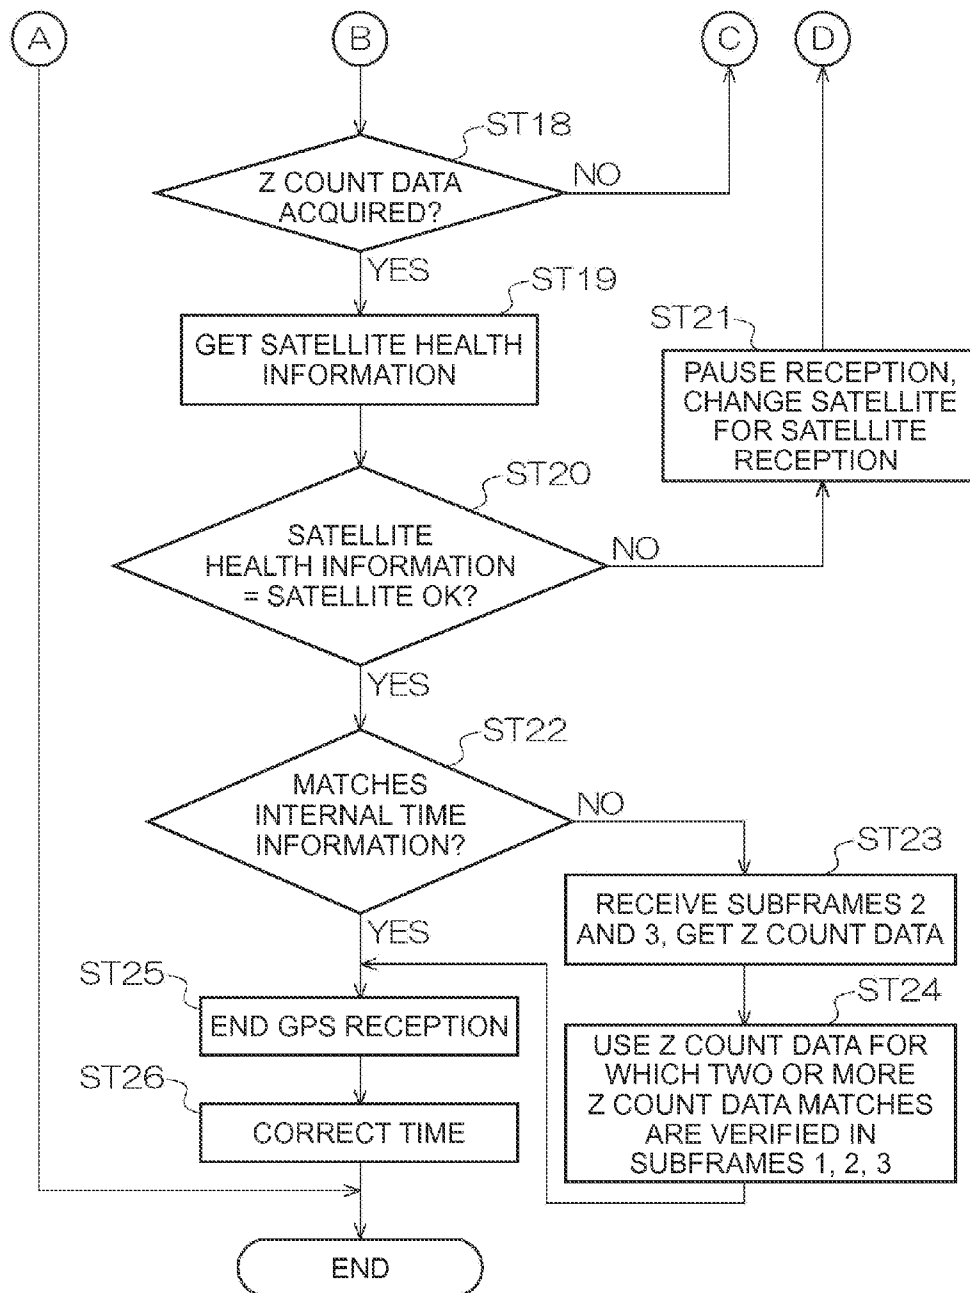 A
B
C
D
ST18
Z COUNT DATA
ACQUIRED?
NO
YES
ST19
GET SATELLITE HEALTH
INFORMATION
ST21
PAUSE RECEPTION,
CHANGE SATELLITE
FOR SATELLITE
RECEPTION
ST20
SATELLITE
HEALTH INFORMATION
= SATELLITE OK?
NO
YES
ST22
MATCHES
INTERNAL TIME
INFORMATION?
NO
YES
ST23
RECEIVE SUBFRAMES 2
AND 3, GET Z COUNT DATA
ST24
USE Z COUNT DATA FOR
WHICH TWO OR MORE
Z COUNT DATA MATCHES
ARE VERIFIED IN
SUBFRAMES 1, 2, 3
ST25
END GPS RECEPTION
ST26
CORRECT TIME
END